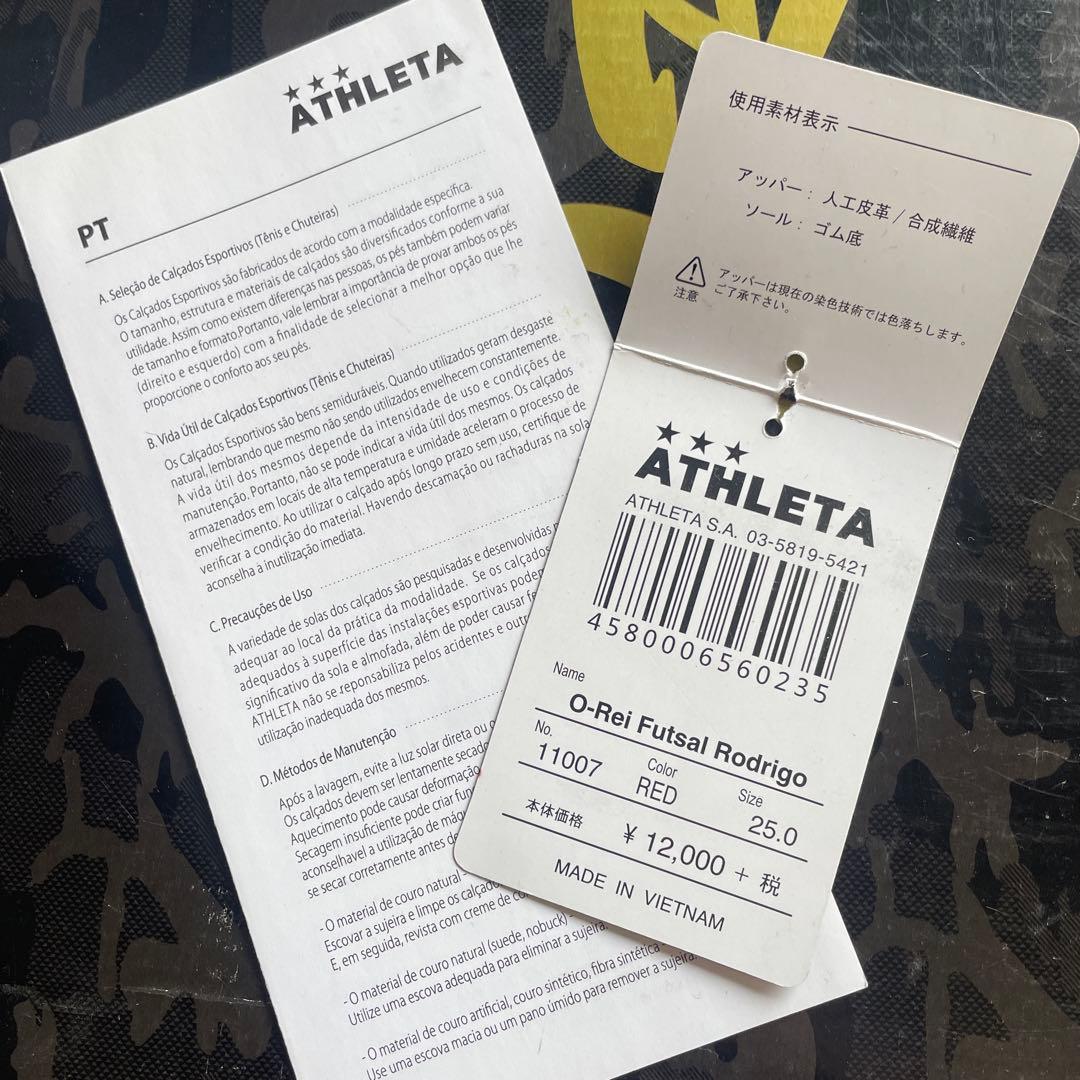 ★★★
ATHLETA
PT
A. Seleção de Calçados Esportivos (Tênis e Chuteiras)
Os Calçados Esportivos são fabricados de acordo com a modalidade específica.
O tamanho, estrutura e materiais de calçados são diversificados conforme a sua
utilidade. Assim como existem diferenças nas pessoas, os pés também podem variar
de tamanho e formato.Portanto, vale lembrar a importância de provar ambos os pés
(direito e esquerdo) com a finalidade de selecionar a melhor opção que lhe
proporcione o conforto aos seu pés.
B. Vida Útil de Calçados Esportivos (Tênis e Chuteiras)
Os Calçados Esportivos são bens semiduráveis. Quando utilizados geram desgaste
natural, lembrando que mesmo não sendo utilizados envelhecem constantemente.
A vida útil dos mesmos depende da intensidade de uso e condições de
manutenção. Portanto, não se pode indicar a vida útil dos mesmos. Os calçados
armazenados em locais de alta temperatura e umidade aceleram o processo de
envelhecimento. Ao utilizar o calçado após longo prazo sem uso, certifique de
verificar a condição do material. Havendo descamação ou rachaduras na sola
aconselha à inutilização imediata.
C. Precauções de Uso
A variedade de solas dos calçados são pesquisadas e desenvolvidas
adequar ao local da prática da modalidade. Se os calçados
adequados à superfície das instalações esportivas
significativo da sola e almofada, além de poder causar
ATHLETA não se responsabiliza pelos acidentes e
utilização inadequada dos mesmos.
D. Métodos de Manutenção
Após a lavagem, evite a luz solar direta ou
Os calçados devem ser lentamente
Aquecimento pode causar deformação
Secagem insuficiente pode criar
aconselhavel a utilização de
se secar corretamente antes
- O material de couro natural
Escovar a sujeira e limpe os
E, em seguida, revista com creme de
- O material de couro natural (suede, nobuck) -
Utilize uma escova adequada para eliminar a sujeira.
- O material de couro artificial, couro sintético, fibra sintética
Use uma escova macia ou um pano úmido para remover a sujeira.
使用素材表示
アッパー： 人工皮革 / 合成繊維
ソール： ゴム底
注意
アッパーは現在の染色技術では色落ちします。
ご了承下さい。
★★★
ATHLETA
ATHLETA S.A. 03-5819-5421
4580006560235
Name
O-Rei Futsal Rodrigo
No. Color Size
11007 RED 25.0
本体価格 ¥ 12,000 + 税
MADE IN VIETNAM